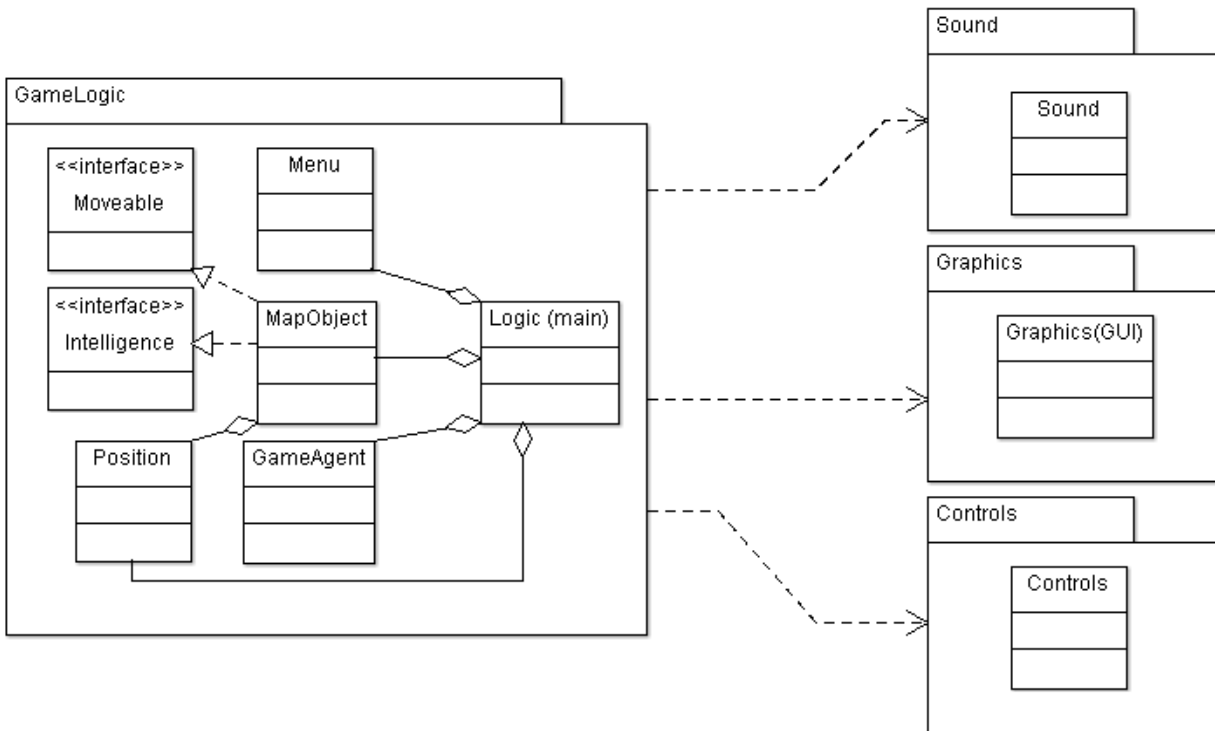 Sound
Sound
GameLogic
<<interface>>
Moveable
Menu
<<interface>>
Intelligence
MapObject
Logic (main)
Position
GameAgent
Graphics
Graphics(GUI)
Controls
Controls